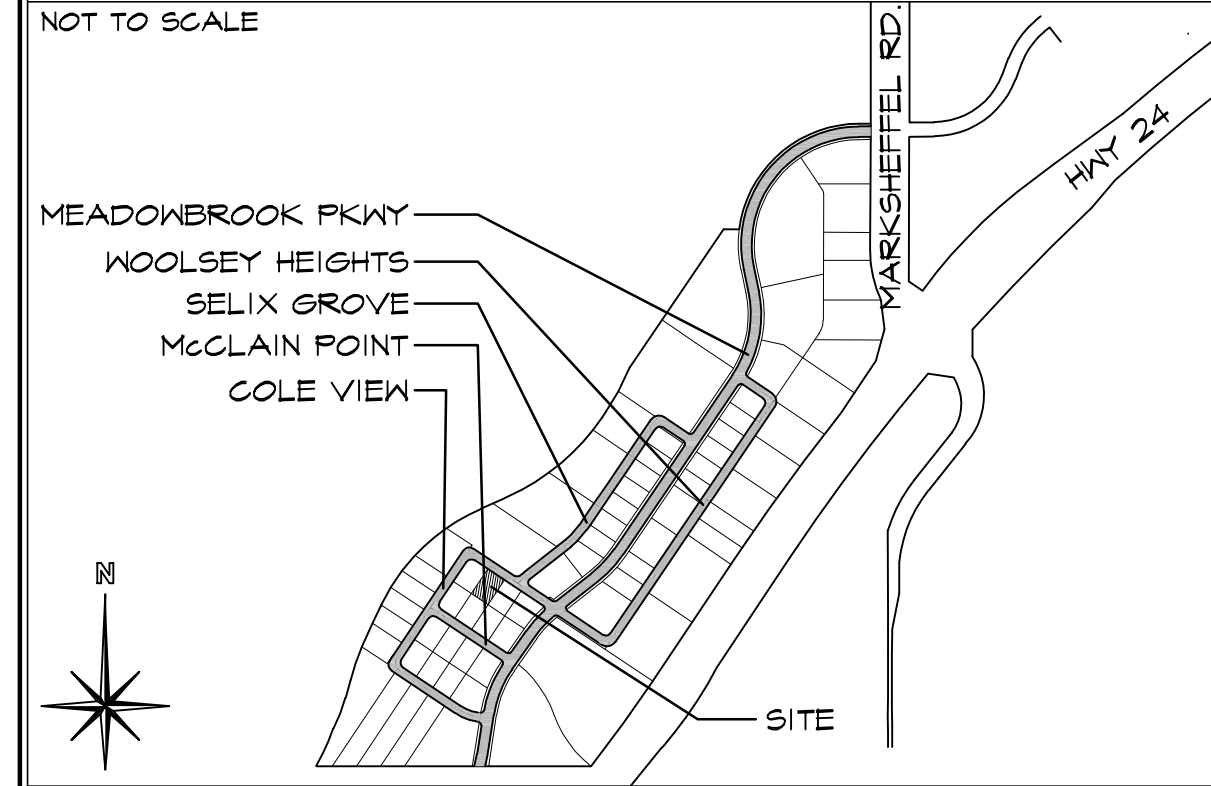 NOT TO SCALE
MARKSHEFFEL RD.
HWY 24
MEADOWBROOK PKWY
WOOLSEY HEIGHTS
SELIX GROVE
McCLAIN POINT
COLE VIEW
N
SITE